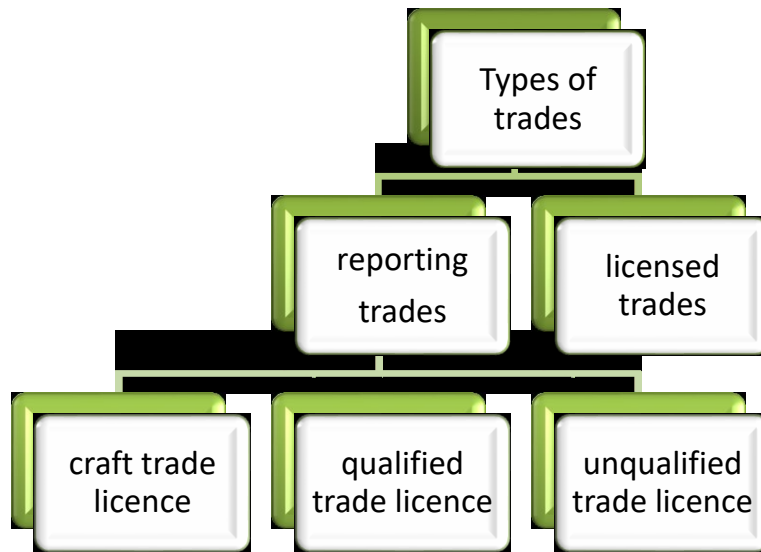 Types of
trades
reporting
trades
licensed
trades
craft trade
licence
qualified
trade licence
unqualified
trade licence